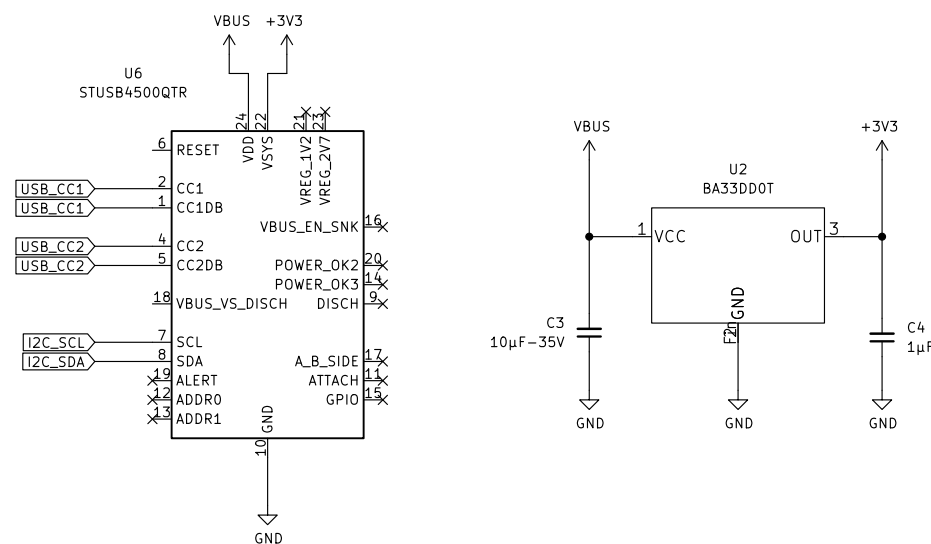 VBUS +3V3
U6
STUSB4500QTR
24 22 21 23
VDD VSYS VREG_1V2 VREG_2V7
6 RESET
USB_CC1 2 CC1
USB_CC1 1 CC1DB
VBUS_EN_SNK 16
USB_CC2 4 CC2
USB_CC2 5 CC2DB
POWER_OK2 20
POWER_OK3 14
18 VBUS_VS_DISCH
DISCH 9
I2C_SCL 7 SCL
I2C_SDA 8 SDA
A_B_SIDE 17
19 ALERT
ATTACH 11
12 ADDR0
GPIO 15
13 ADDR1
GND
10
GND
VBUS
+3V3
U2
BA33DD0T
1 VCC
OUT 3
GND
C3
10μF-35V
C4
1μF
GND
GND
GND